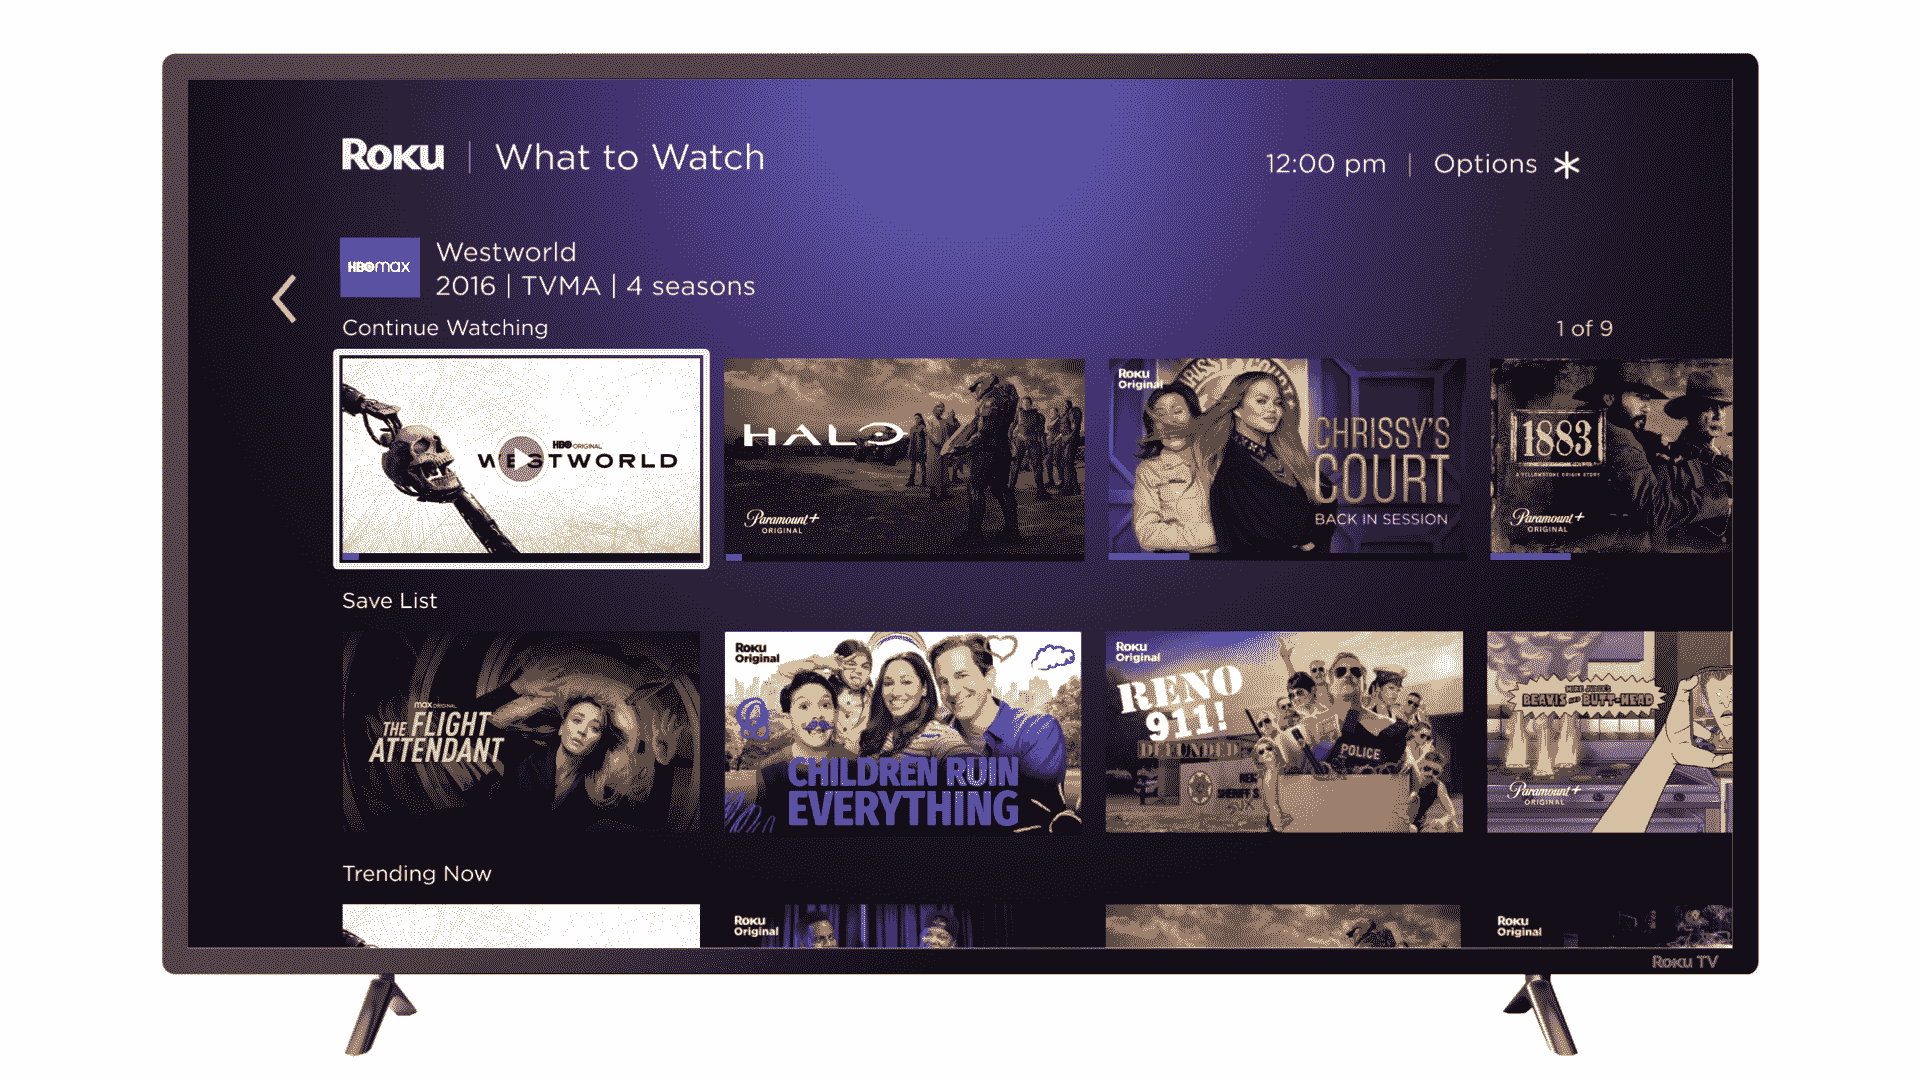 Roku | What to Watch
12:00 pm | Options
HBOmax
Westworld
2016 | TVMA | 4 seasons
Continue Watching
1 of 9
HBO ORIGINAL
WESTWORLD
HALO
Paramount+
ORIGINAL
Roku
Original
CHRISSY'S
COURT
BACK IN SESSION
1883
A YELLOWSTONE ORIGIN STORY
Paramount+
ORIGINAL
Save List
max ORIGINAL
THE FLIGHT
ATTENDANT
Roku
Original
CHILDREN RUIN
EVERYTHING
Roku
Original
RENO
911!
DEFUNDED
POLICE
SHERIFF'S
MIKE JUDGE'S
BEAVIS AND BUTT-HEAD
Paramount+
ORIGINAL
Trending Now
Roku
Original
Roku
Original
Roku TV